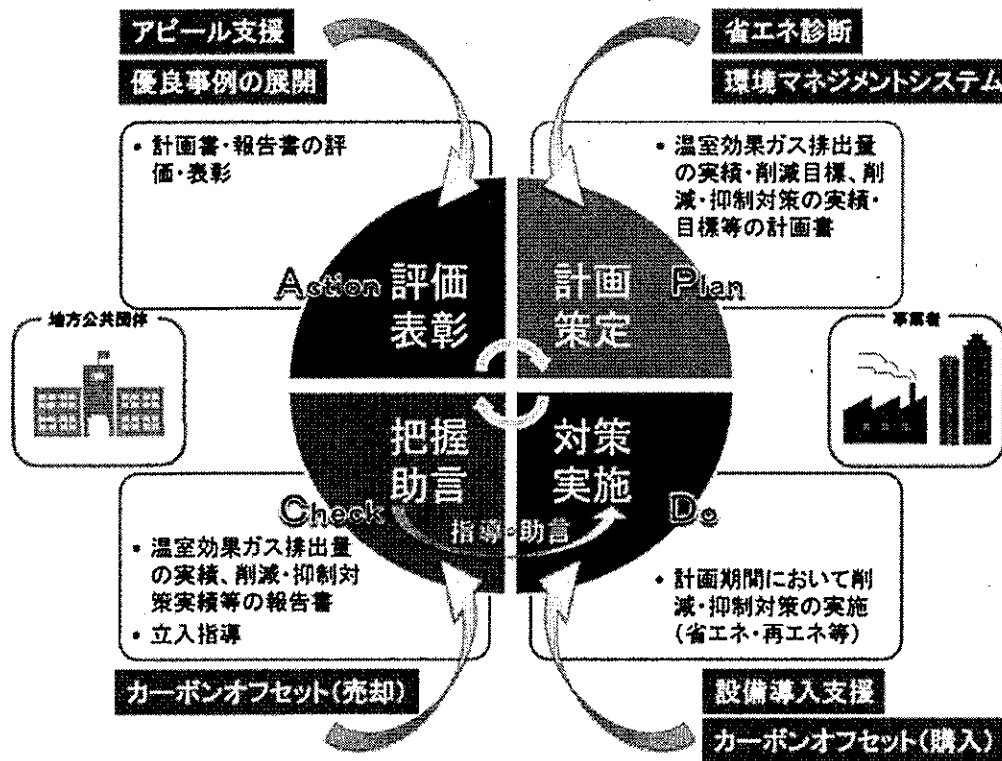 アピール支援
優良事例の展開
省エネ診断
環境マネジメントシステム
• 計画書・報告書の評
価・表彰
• 温室効果ガス排出量
の実績・削減目標、削
減・抑制対策の実績・
目標等の計画書
Action
評価
表彰
計画
策定
Plan
地方公共団体
事業者
把握
助言
対策
実施
Check
Do
指導・助言
• 温室効果ガス排出量
の実績、削減・抑制対
策実績等の報告書
• 立入指導
• 計画期間において削
減・抑制対策の実施
(省エネ・再エネ等)
カーボンオフセット(売却)
設備導入支援
カーボンオフセット(購入)